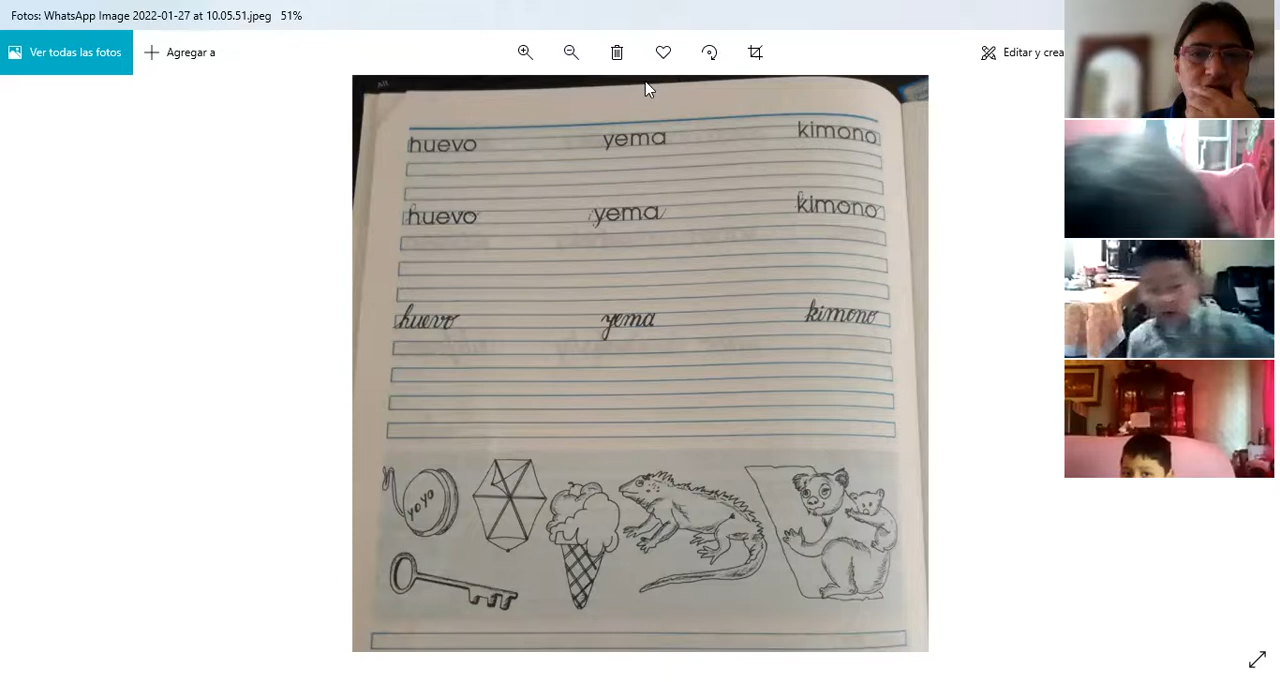 Fotos: WhatsApp Image 2022-01-27 at 10.05.51.jpeg 51%
Ver todas las fotos Agregar a Editar y crea
huevo yema kimono
huevo yema kimono
huevo yema kimono
yoyo